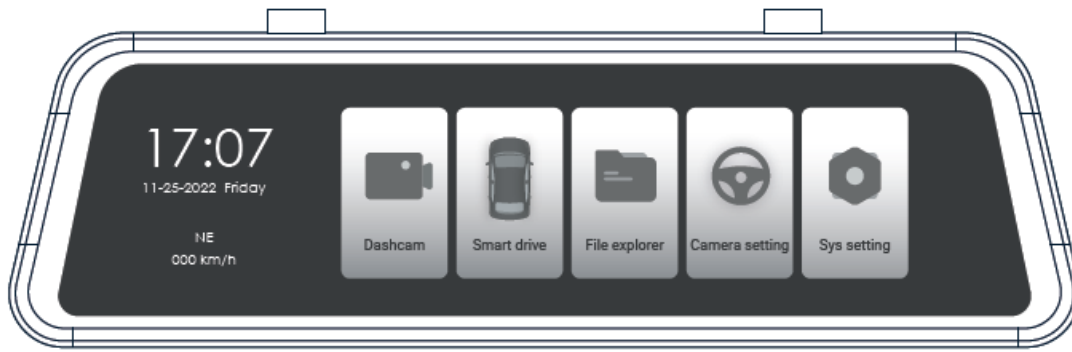 17:07
11-25-2022 Friday
NE
000 km/h
Dashcam
Smart drive
File explorer
Camera setting
Sys setting